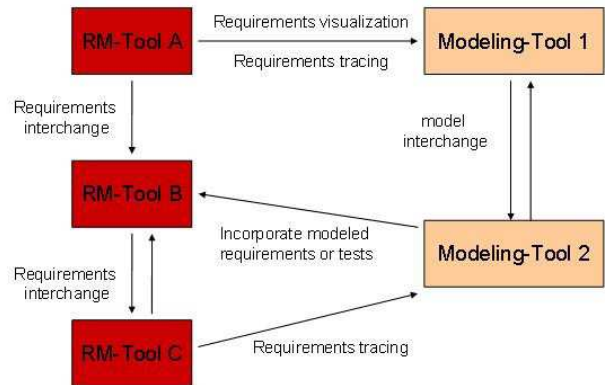 RM-Tool A
Requirements visualization
Requirements tracing
Modeling-Tool 1
Requirements
interchange
model
interchange
RM-Tool B
Incorporate modeled
requirements or tests
Modeling-Tool 2
Requirements
interchange
RM-Tool C
Requirements tracing